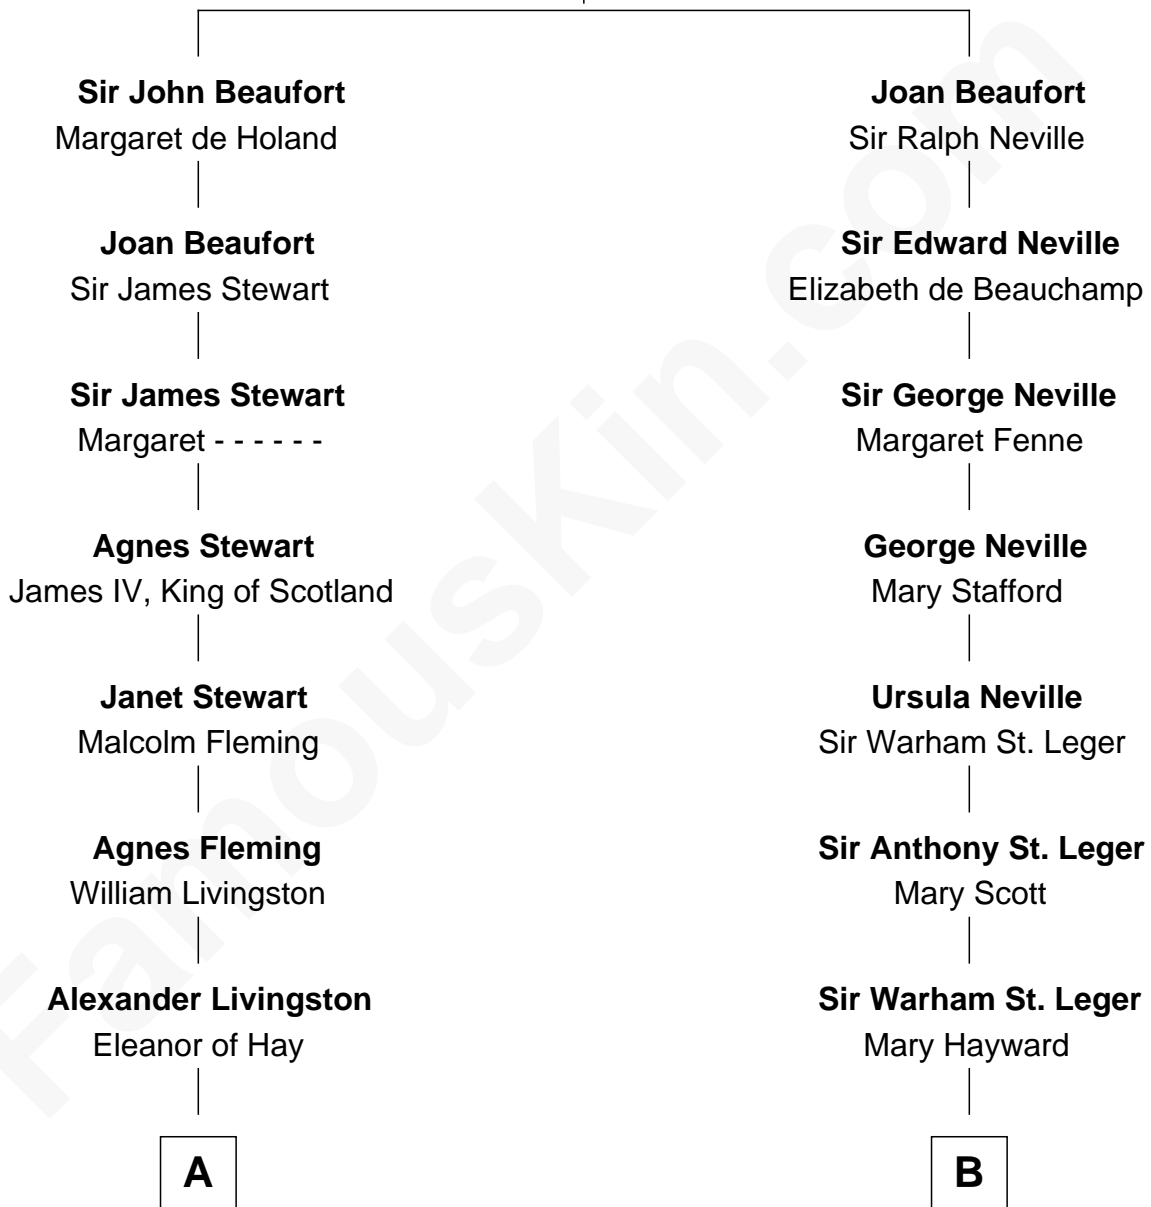 Sir John Beaufort
Margaret de Holand
Joan Beaufort
Sir James Stewart
Sir James Stewart
Margaret - - - - - -
Agnes Stewart
James IV, King of Scotland
Janet Stewart
Malcolm Fleming
Agnes Fleming
William Livingston
Alexander Livingston
Eleanor of Hay
A
Joan Beaufort
Sir Ralph Neville
Sir Edward Neville
Elizabeth de Beauchamp
Sir George Neville
Margaret Fenne
George Neville
Mary Stafford
Ursula Neville
Sir Warham St. Leger
Sir Anthony St. Leger
Mary Scott
Sir Warham St. Leger
Mary Hayward
B
FamousKin.com